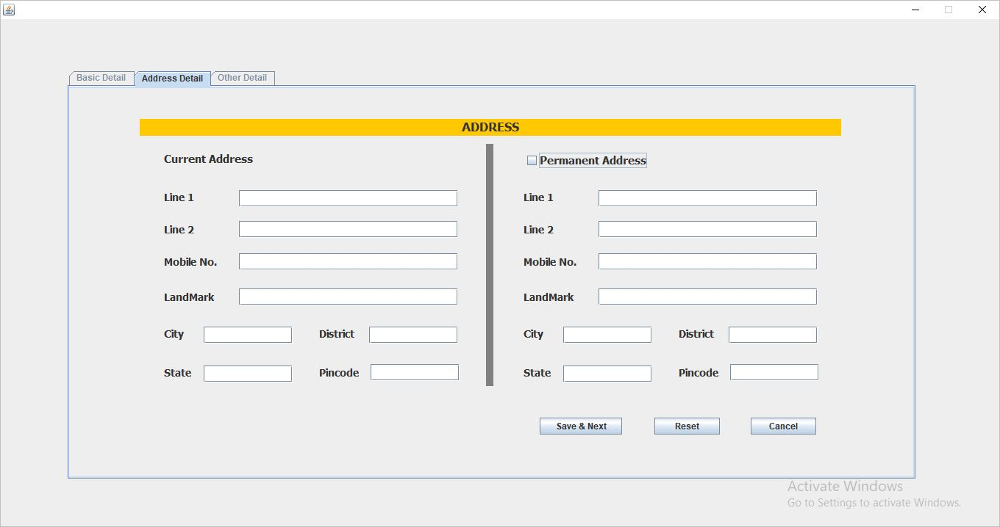 Basic Detail Address Detail Other Detail
ADDRESS
Current Address
Permanent Address
Line 1
Line 1
Line 2
Line 2
Mobile No.
Mobile No.
LandMark
LandMark
City District
City District
State Pincode
State Pincode
Save & Next Reset Cancel
Activate Windows
Go to Settings to activate Windows.